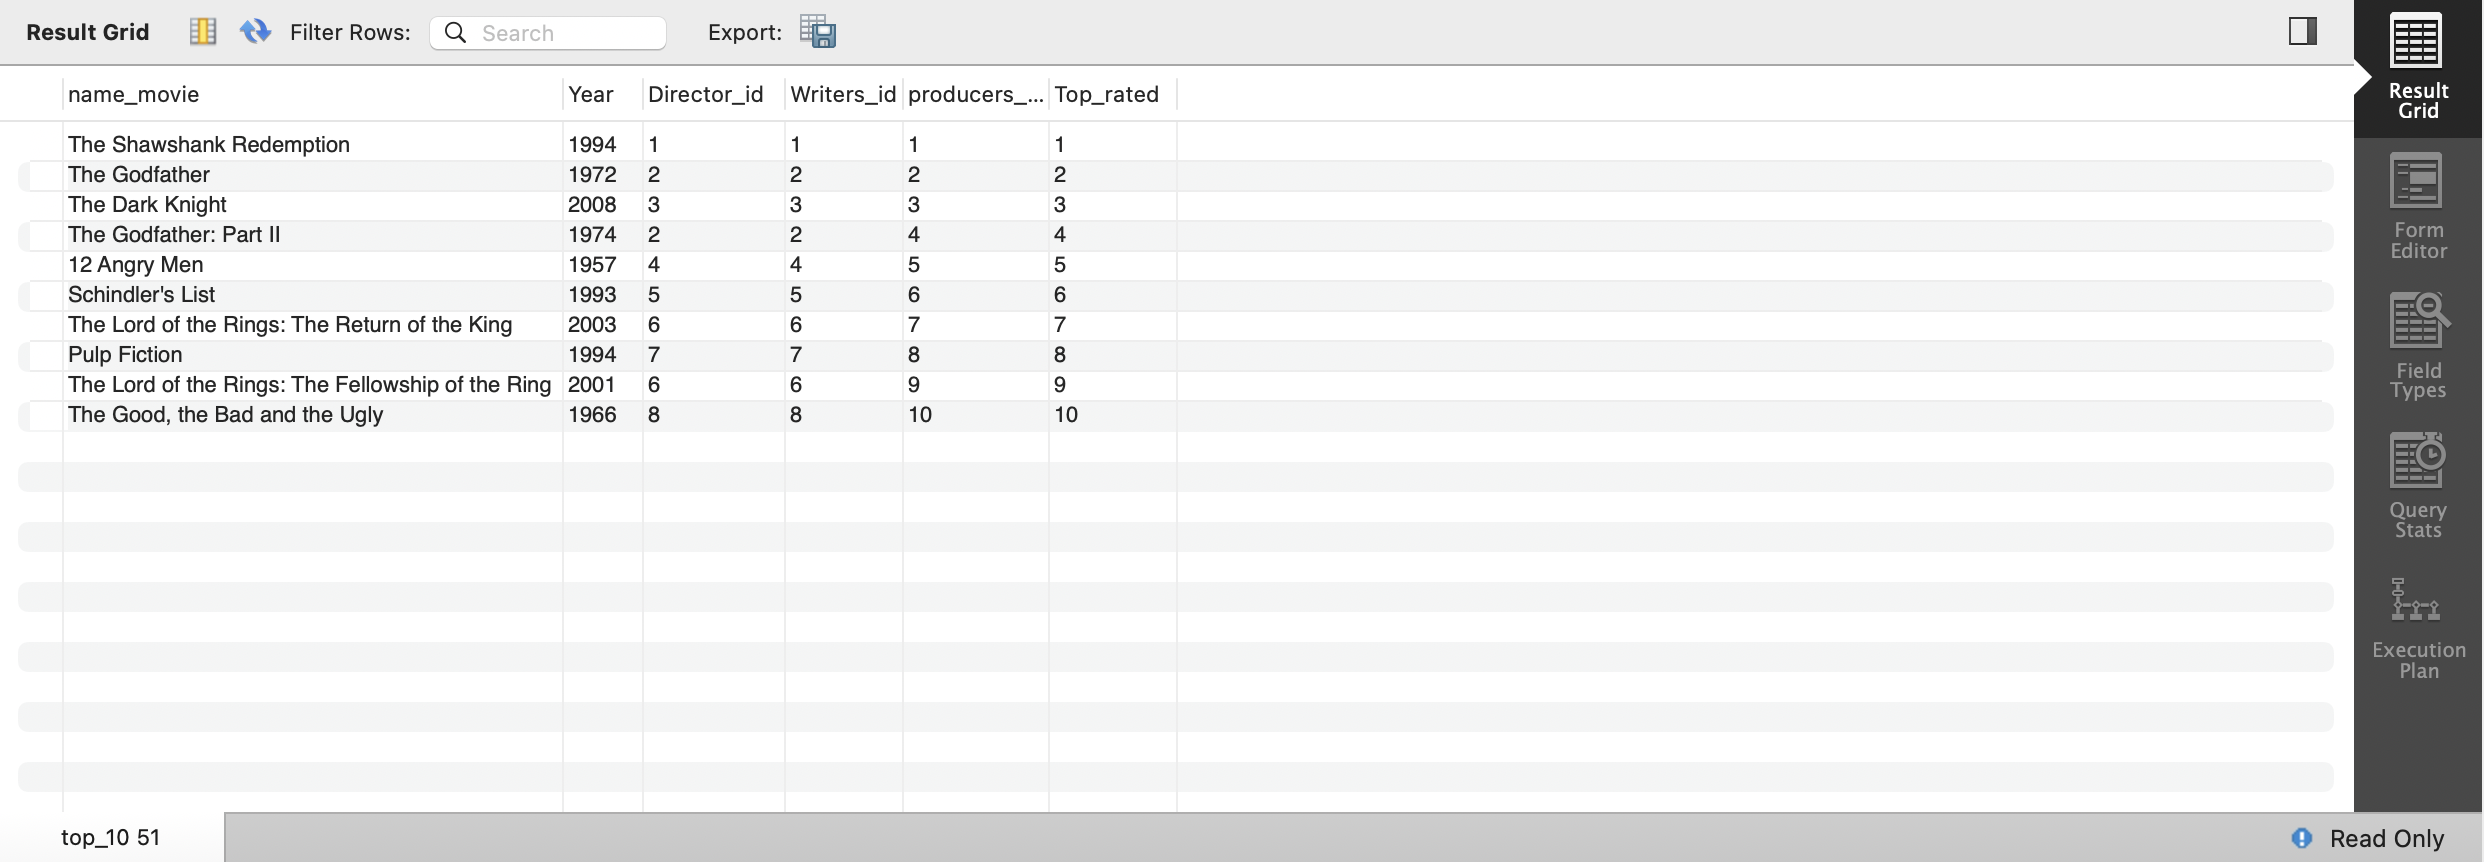 Result Grid Filter Rows: Search Export:
name_movie Year Director_id Writers_id producers_... Top_rated
The Shawshank Redemption 1994 1 1 1 1
The Godfather 1972 2 2 2 2
The Dark Knight 2008 3 3 3 3
The Godfather: Part II 1974 2 2 4 4
12 Angry Men 1957 4 4 5 5
Schindler's List 1993 5 5 6 6
The Lord of the Rings: The Return of the King 2003 6 6 7 7
Pulp Fiction 1994 7 7 8 8
The Lord of the Rings: The Fellowship of the Ring 2001 6 6 9 9
The Good, the Bad and the Ugly 1966 8 8 10 10
Result
Grid
Form
Editor
Field
Types
Query
Stats
Execution
Plan
top_10 51 Read Only